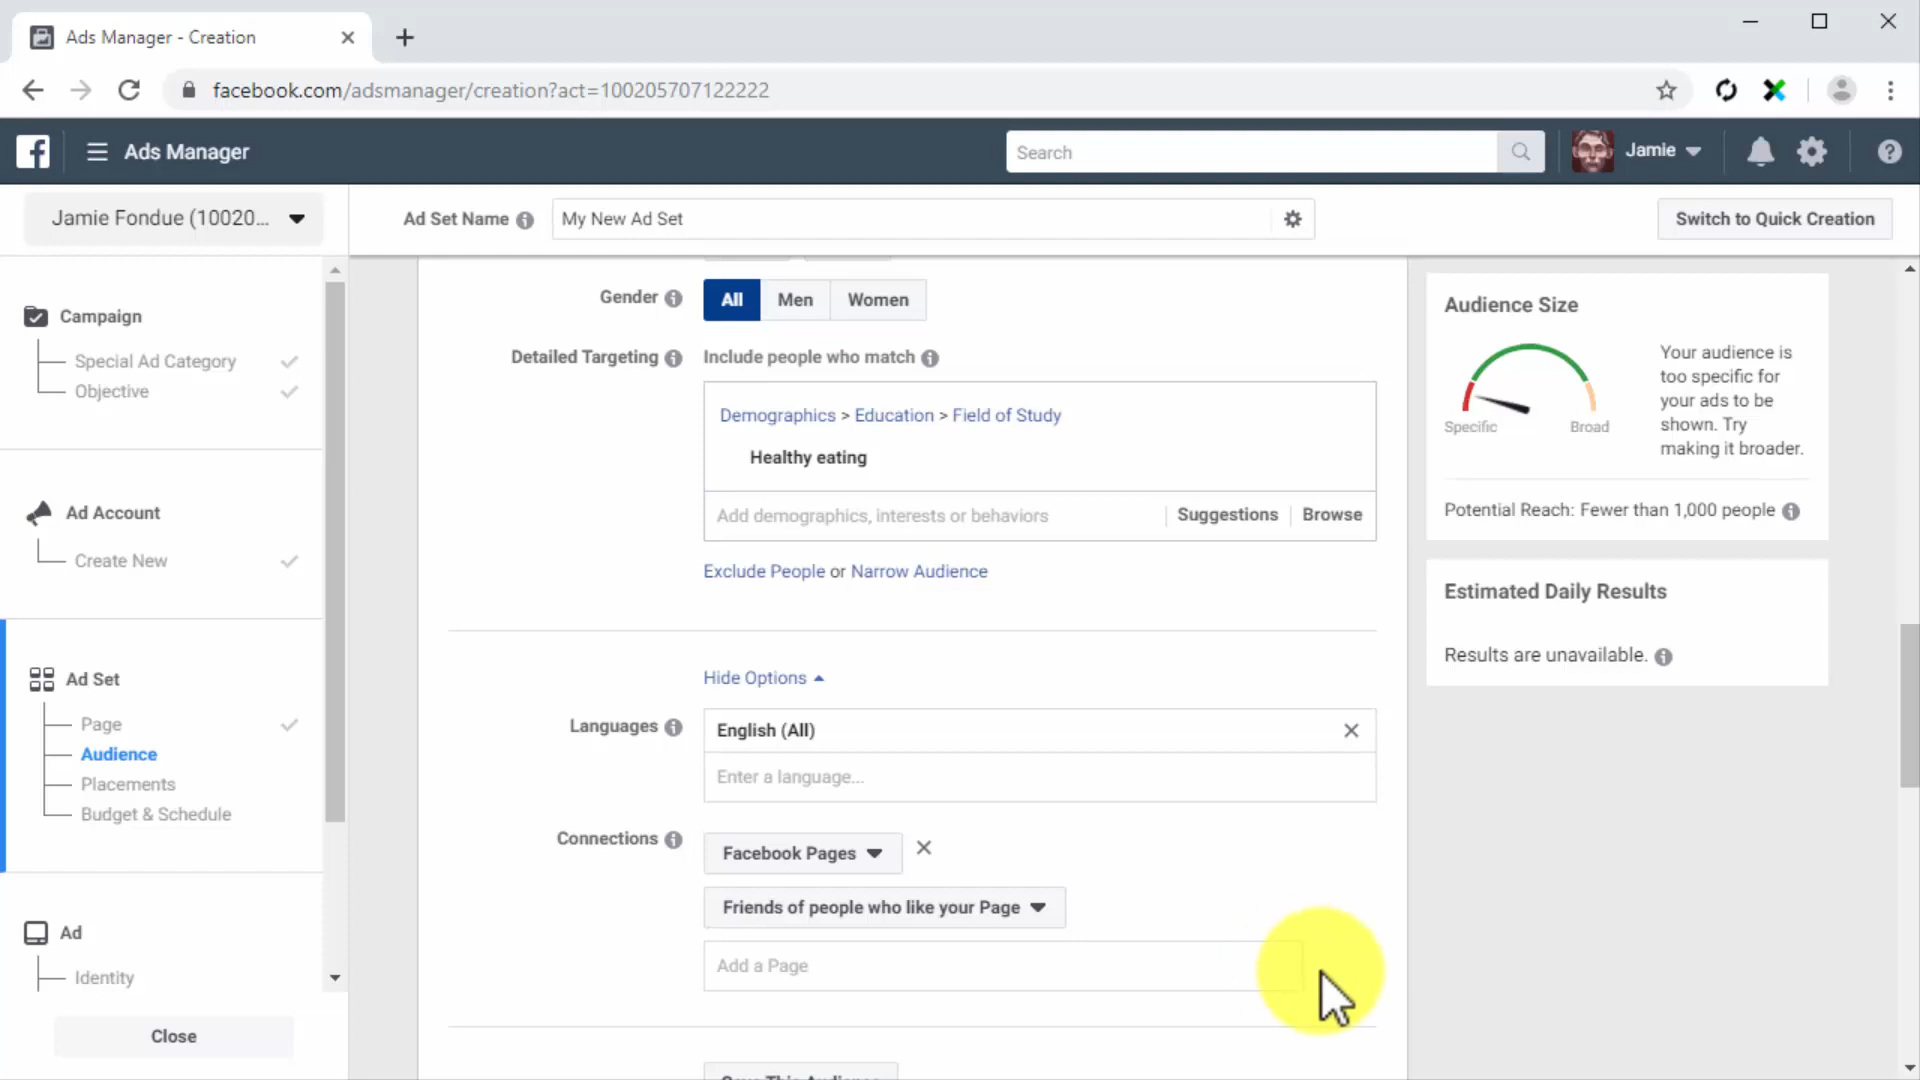 Ads Manager - Creation
facebook.com/adsmanager/creation?act=100205707122222
Ads Manager
Search
Jamie
Jamie Fondue (10020...
Ad Set Name
My New Ad Set
Switch to Quick Creation
Campaign
Special Ad Category
Objective
Ad Account
Create New
Ad Set
Page
Audience
Placements
Budget & Schedule
Ad
Identity
Close
Gender
All
Men
Women
Detailed Targeting
Include people who match
Demographics > Education > Field of Study
Healthy eating
Add demographics, interests or behaviors
Suggestions
Browse
Exclude People or Narrow Audience
Hide Options
Languages
English (All)
Enter a language...
Connections
Facebook Pages
Friends of people who like your Page
Add a Page
Save This Audience
Audience Size
Specific
Broad
Your audience is
too specific for
your ads to be
shown. Try
making it broader.
Potential Reach: Fewer than 1,000 people
Estimated Daily Results
Results are unavailable.